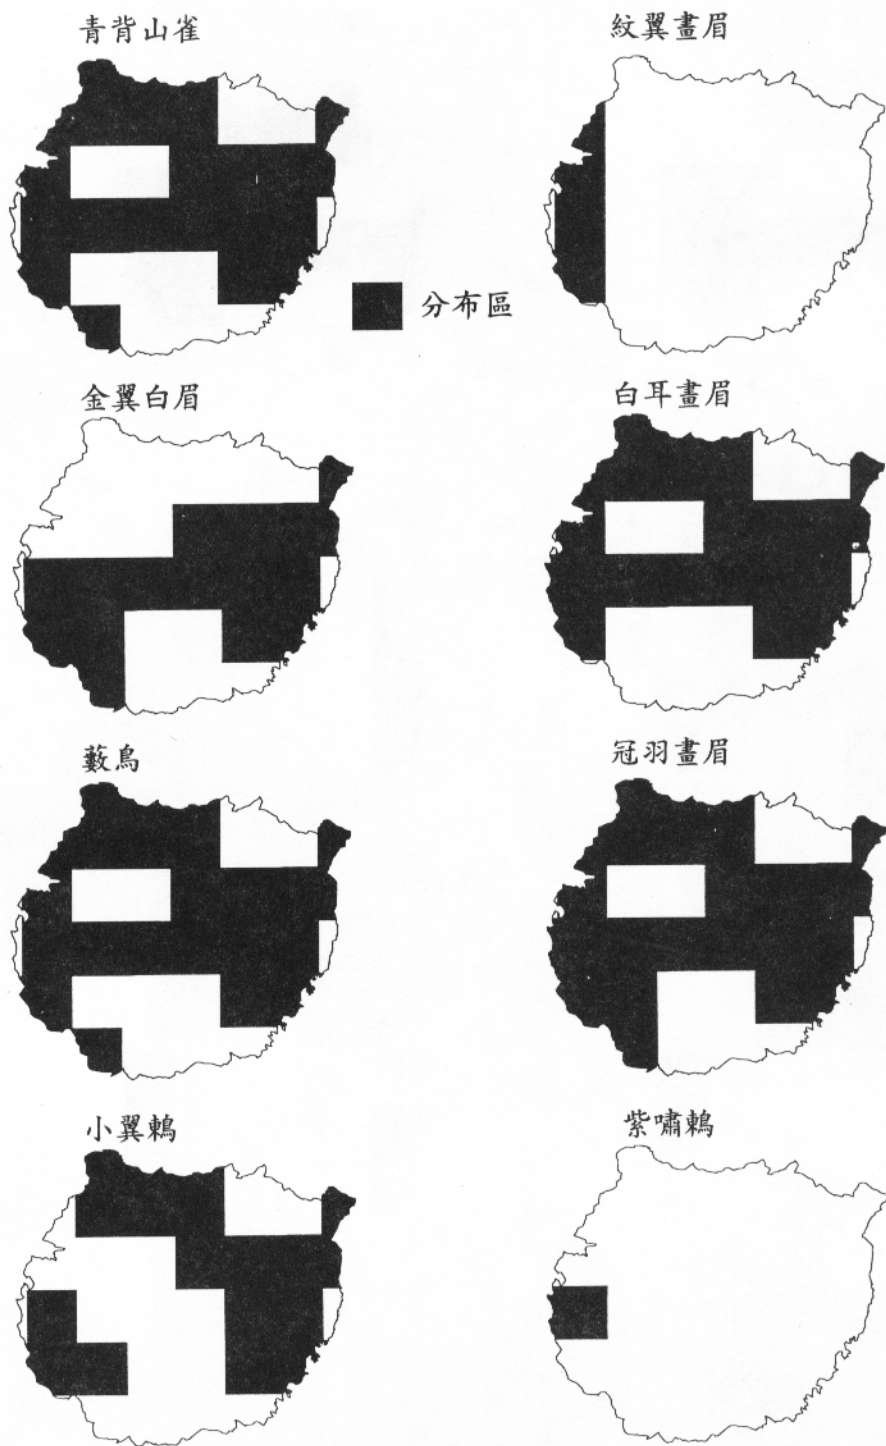 青背山雀
紋翼畫眉
分布區
金翼白眉
白耳畫眉
藪鳥
冠羽畫眉
小翼鶇
紫嘯鶇